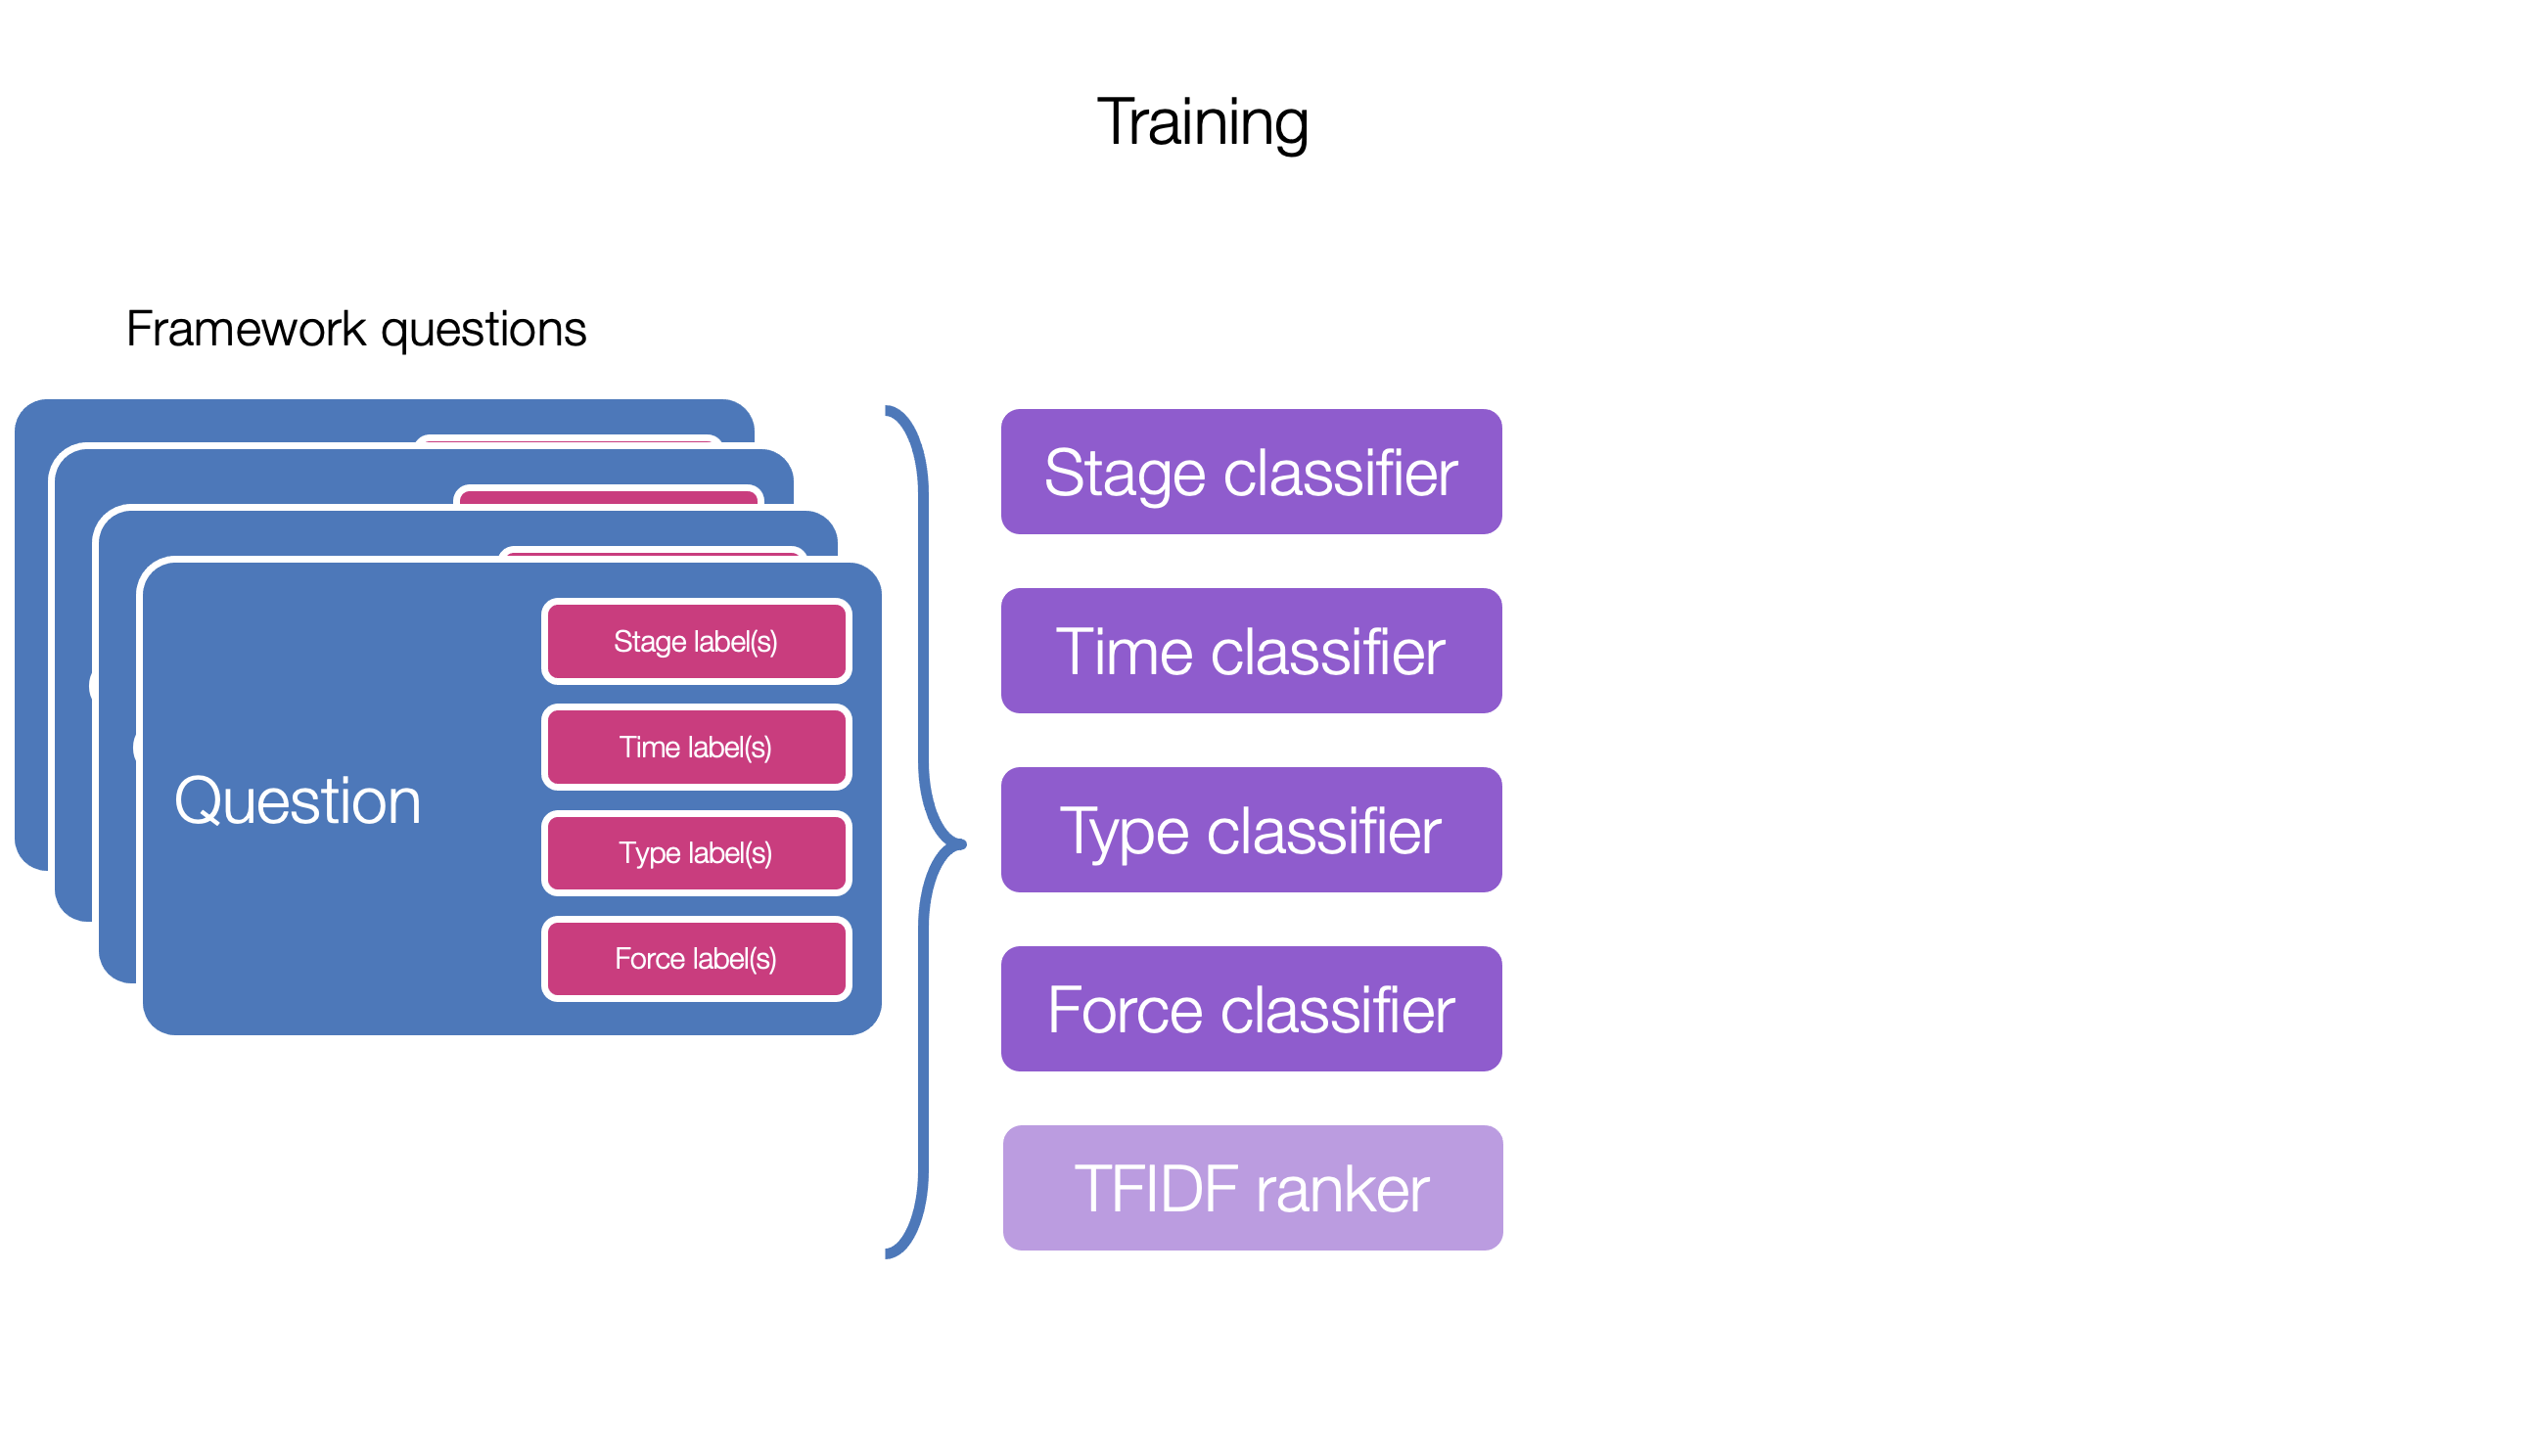 Training
Framework questions
Question
Stage label(s)
Time label(s)
Type label(s)
Force label(s)
Stage classifier
Time classifier
Type classifier
Force classifier
TFIDF ranker